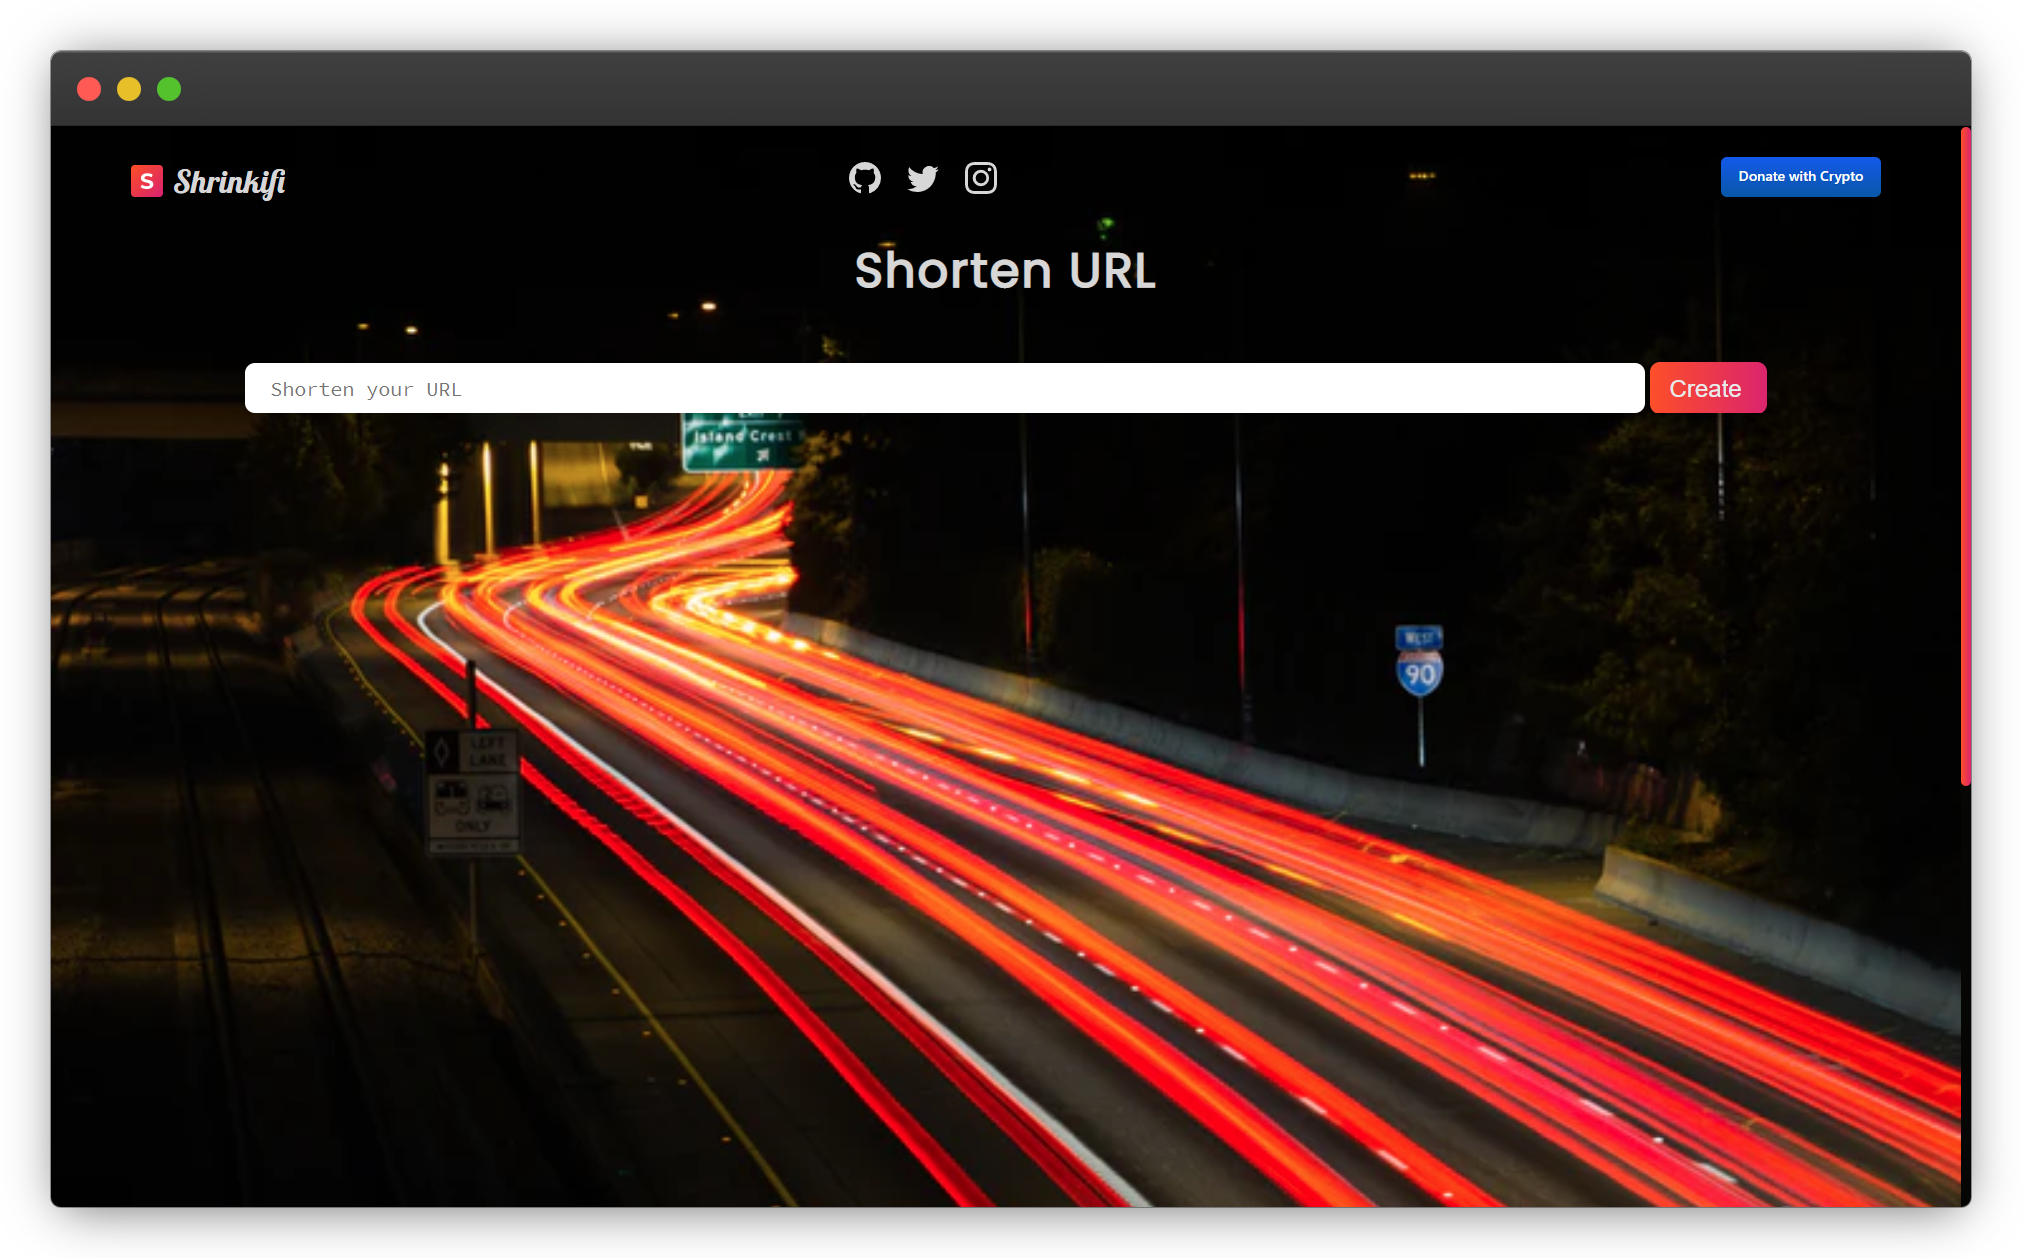 S Shrinkifi
Donate with Crypto
Shorten URL
Shorten your URL
Create
Island Crest
WEST
90
LEFT
LANE
ONLY